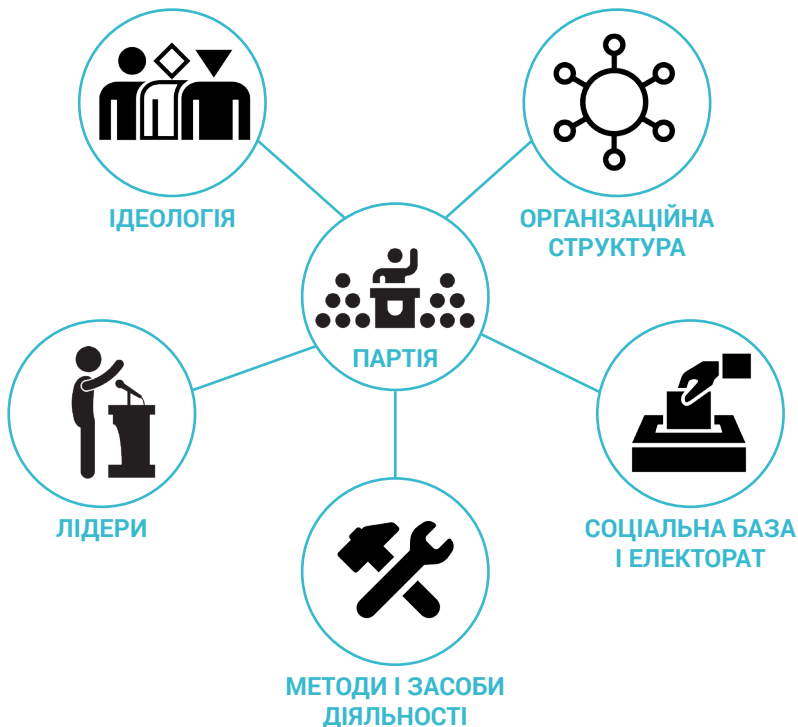 ІДЕОЛОГІЯ
ОРГАНІЗАЦІЙНА
СТРУКТУРА
ПАРТІЯ
ЛІДЕРИ
СОЦІАЛЬНА БАЗА
І ЕЛЕКТОРАТ
МЕТОДИ І ЗАСОБИ
ДІЯЛЬНОСТІ